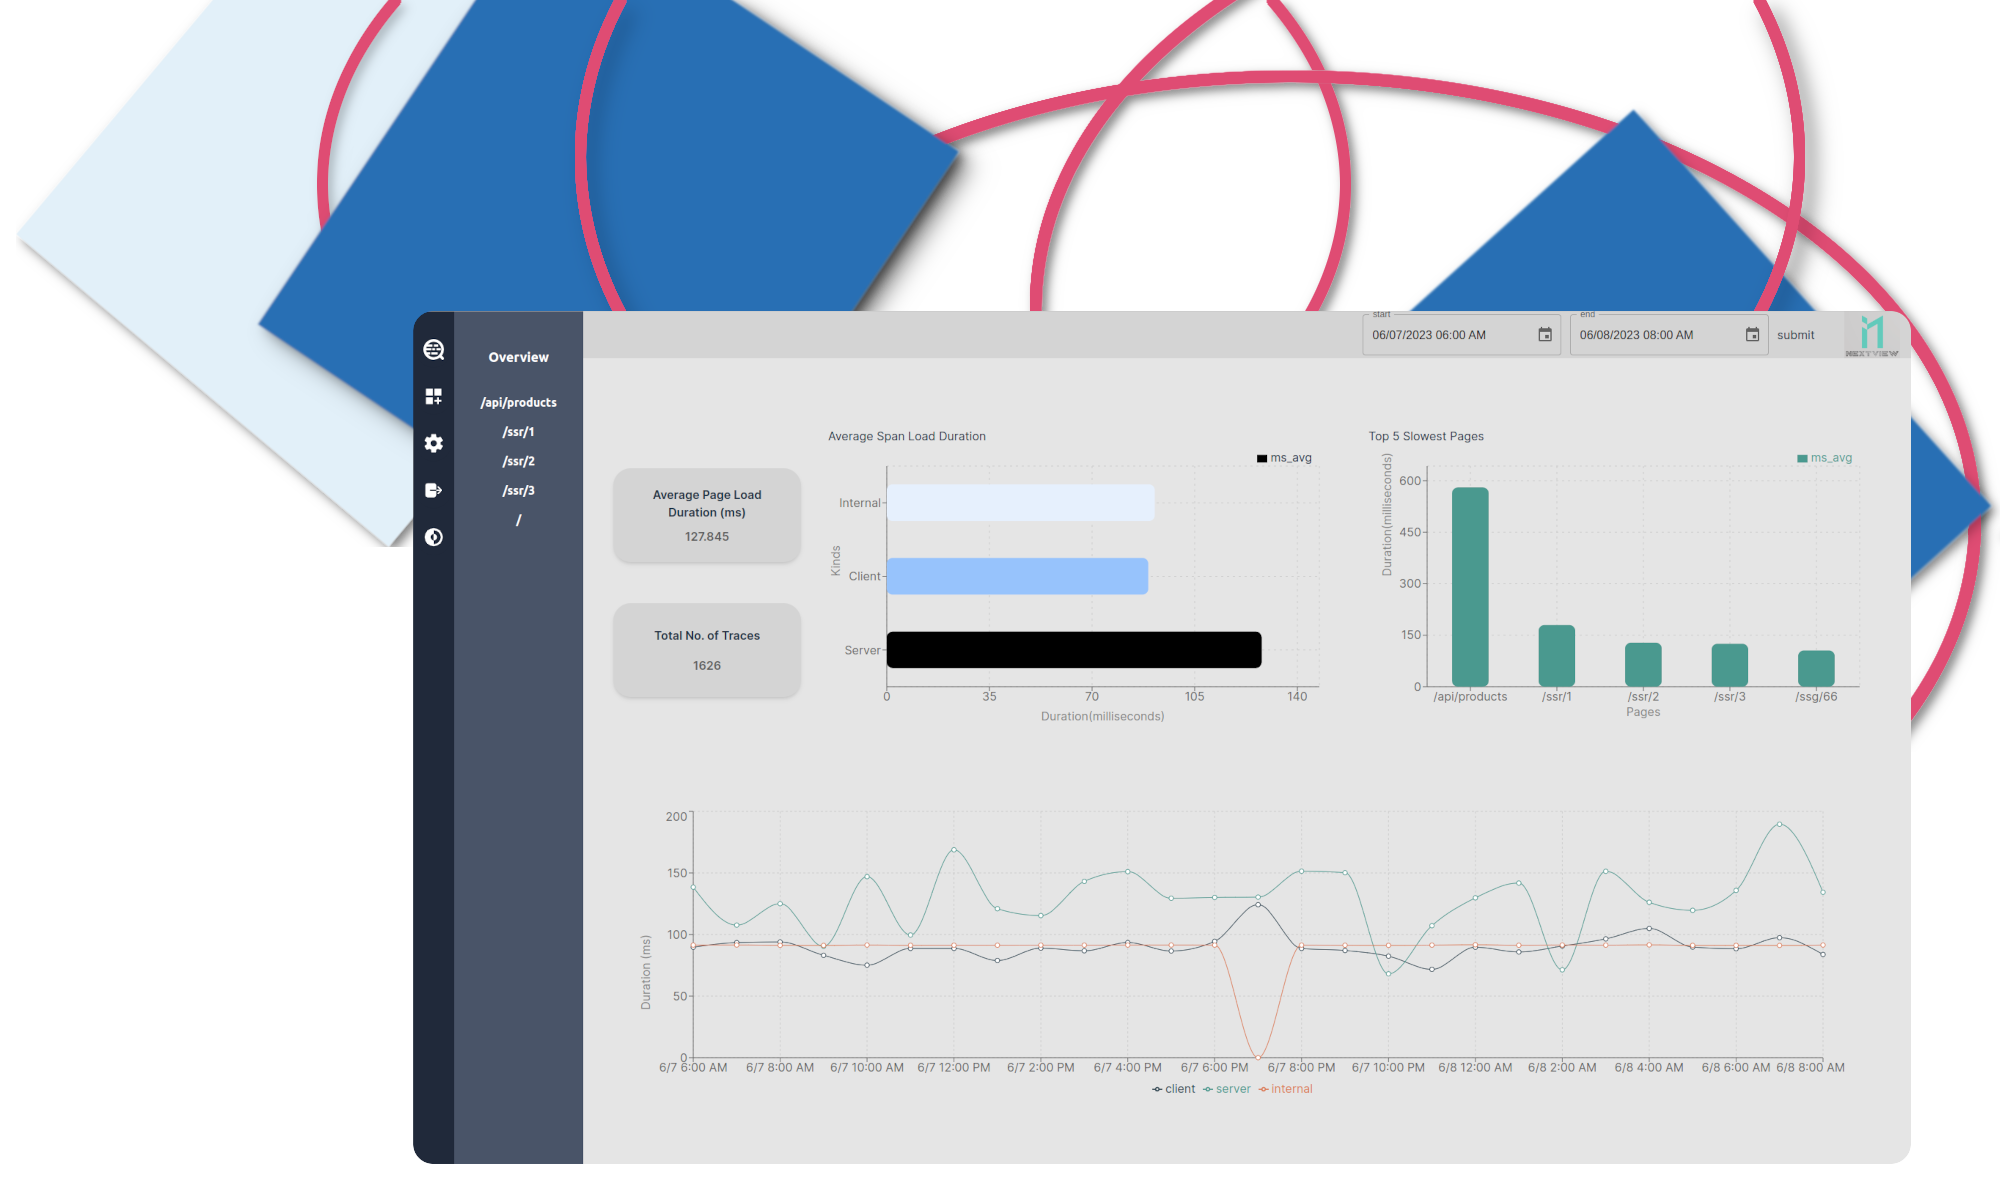 start
end
06/07/2023 06:00 AM
06/08/2023 08:00 AM
submit
NEXTVIEW
Overview
/api/products
/ssr/1
/ssr/2
/ssr/3
/
Average Page Load
Duration (ms)
127.845
Total No. of Traces
1626
Average Span Load Duration
ms_avg
Kinds
Internal
Client
Server
0
35
70
105
140
Duration(milliseconds)
Top 5 Slowest Pages
ms_avg
Duration(milliseconds)
600
450
300
150
0
/api/products
/ssr/1
/ssr/2
/ssr/3
/ssg/66
Pages
Duration (ms)
200
150
100
50
0
6/7 6:00 AM
6/7 8:00 AM
6/7 10:00 AM
6/7 12:00 PM
6/7 2:00 PM
6/7 4:00 PM
6/7 6:00 PM
6/7 8:00 PM
6/7 10:00 PM
6/8 12:00 AM
6/8 2:00 AM
6/8 4:00 AM
6/8 6:00 AM
6/8 8:00 AM
client
server
internal